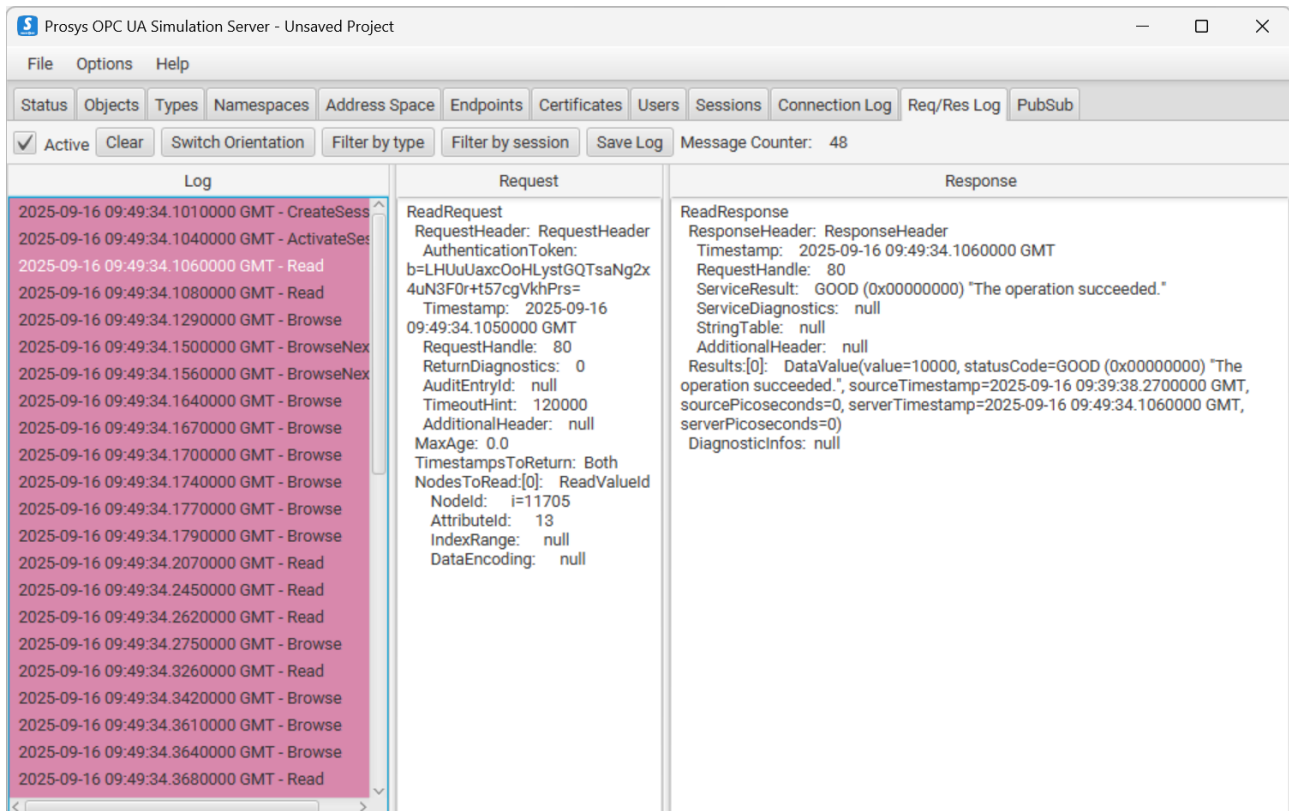 Prosys OPC UA Simulation Server - Unsaved Project
File Options Help
Status Objects Types Namespaces Address Space Endpoints Certificates Users Sessions Connection Log Req/Res Log PubSub
Active Clear Switch Orientation Filter by type Filter by session Save Log Message Counter: 48
Log
2025-09-16 09:49:34.1010000 GMT - CreateSess
2025-09-16 09:49:34.1040000 GMT - ActivateSes
2025-09-16 09:49:34.1060000 GMT - Read
2025-09-16 09:49:34.1080000 GMT - Read
2025-09-16 09:49:34.1290000 GMT - Browse
2025-09-16 09:49:34.1500000 GMT - BrowseNex
2025-09-16 09:49:34.1560000 GMT - BrowseNex
2025-09-16 09:49:34.1640000 GMT - Browse
2025-09-16 09:49:34.1670000 GMT - Browse
2025-09-16 09:49:34.1700000 GMT - Browse
2025-09-16 09:49:34.1740000 GMT - Browse
2025-09-16 09:49:34.1770000 GMT - Browse
2025-09-16 09:49:34.1790000 GMT - Browse
2025-09-16 09:49:34.2070000 GMT - Read
2025-09-16 09:49:34.2450000 GMT - Read
2025-09-16 09:49:34.2620000 GMT - Read
2025-09-16 09:49:34.2750000 GMT - Browse
2025-09-16 09:49:34.3260000 GMT - Read
2025-09-16 09:49:34.3420000 GMT - Browse
2025-09-16 09:49:34.3610000 GMT - Browse
2025-09-16 09:49:34.3640000 GMT - Browse
2025-09-16 09:49:34.3680000 GMT - Read
Request
ReadRequest
RequestHeader: RequestHeader
AuthenticationToken:
b=LHUuUaxcOoHLystGQTsaNg2x
4uN3F0r+t57cgVkhPrs=
Timestamp: 2025-09-16
09:49:34.1050000 GMT
RequestHandle: 80
ReturnDiagnostics: 0
AuditEntryId: null
TimeoutHint: 120000
AdditionalHeader: null
MaxAge: 0.0
TimestampsToReturn: Both
NodesToRead:[0]: ReadValueId
NodeId: i=11705
AttributeId: 13
IndexRange: null
DataEncoding: null
Response
ReadResponse
ResponseHeader: ResponseHeader
Timestamp: 2025-09-16 09:49:34.1060000 GMT
RequestHandle: 80
ServiceResult: GOOD (0x00000000) "The operation succeeded."
ServiceDiagnostics: null
StringTable: null
AdditionalHeader: null
Results:[0]: DataValue(value=10000, statusCode=GOOD (0x00000000) "The
operation succeeded.", sourceTimestamp=2025-09-16 09:39:38.2700000 GMT,
sourcePicoseconds=0, serverTimestamp=2025-09-16 09:49:34.1060000 GMT,
serverPicoseconds=0)
DiagnosticInfos: null